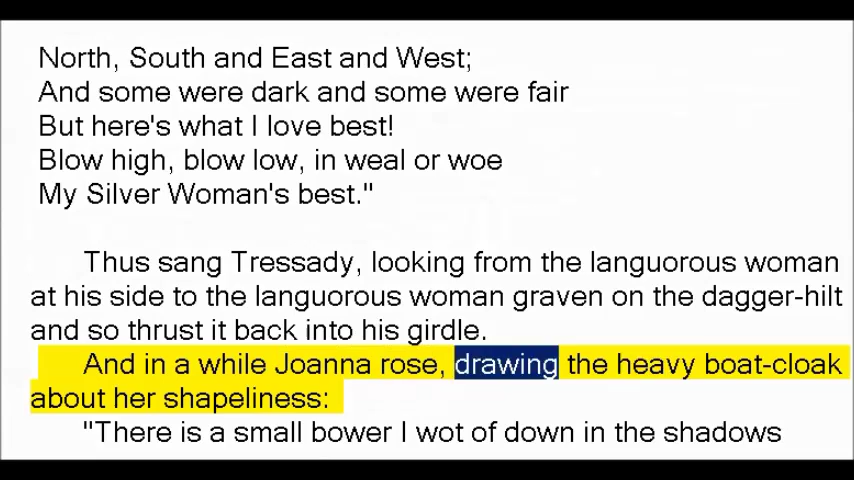 North, South and East and West;
And some were dark and some were fair
But here's what I love best!
Blow high, blow low, in weal or woe
My Silver Woman's best."
Thus sang Tressady, looking from the languorous woman
at his side to the languorous woman graven on the dagger-hilt
and so thrust it back into his girdle.
And in a while Joanna rose, drawing the heavy boat-cloak
about her shapeliness:
"There is a small bower I wot of down in the shadows